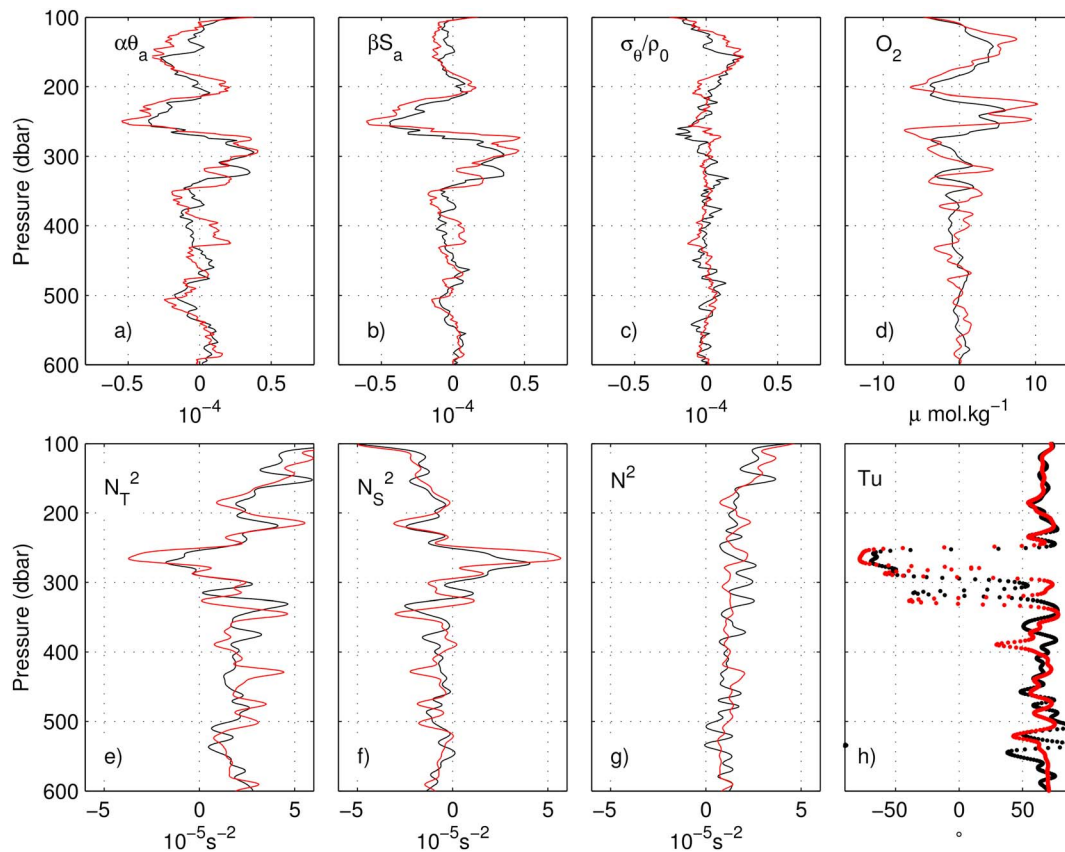 100
200
300
400
500
600
Pressure (dbar)
αθₐ
a)
−0.5 0 0.5
10⁻⁴
βSₐ
b)
−0.5 0 0.5
10⁻⁴
σ_θ/ρ₀
c)
−0.5 0 0.5
10⁻⁴
O₂
d)
−10 0 10
μ mol.kg⁻¹
100
200
300
400
500
600
Pressure (dbar)
N_T²
e)
−5 0 5
10⁻⁵s⁻²
N_S²
f)
−5 0 5
10⁻⁵s⁻²
N²
g)
−5 0 5
10⁻⁵s⁻²
Tu
h)
−50 0 50
°